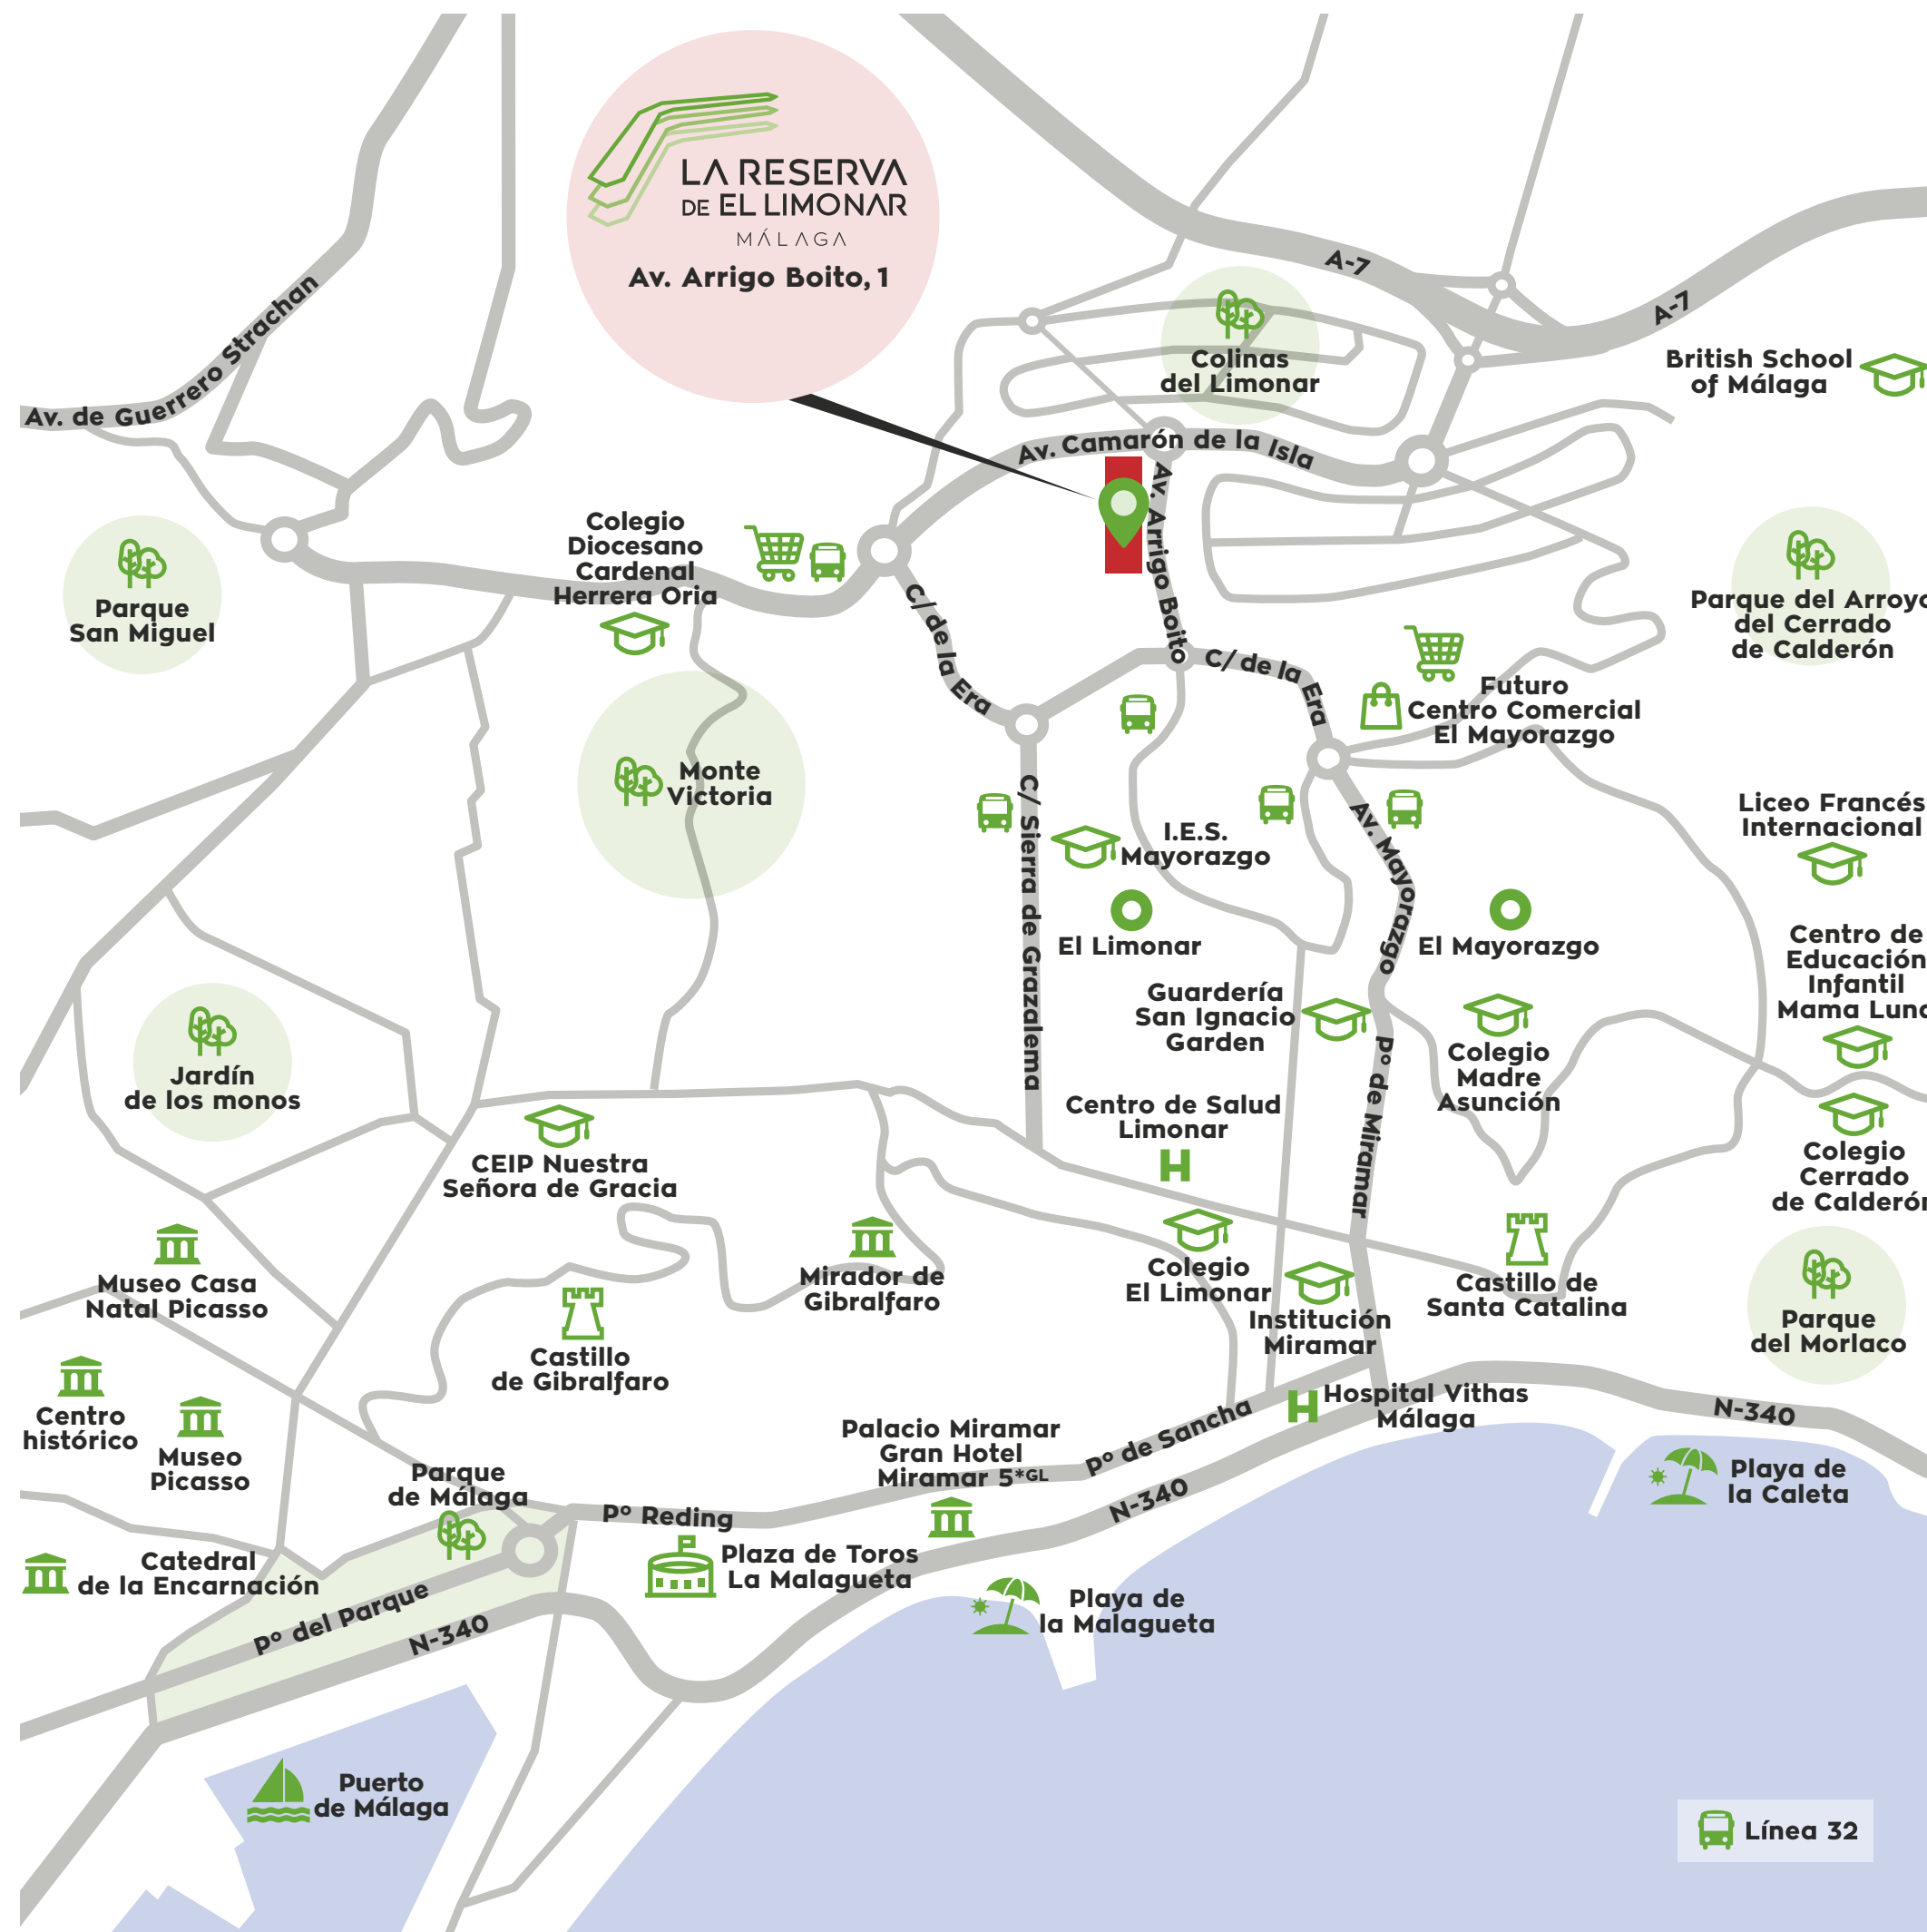 LA RESERVA
DE EL LIMONAR
MÁLAGA
Av. Arrigo Boito, 1
A-7
A-7
Av. de Guerrero Strachan
Colinas
del Limonar
British School
of Málaga
Av. Camarón de la Isla
Av. Arrigo Boito
Colegio
Diocesano
Cardenal
Herrera Oria
Parque
San Miguel
C/ de la Era
C/ de la Era
Parque del Arroyo
del Cerrado
de Calderón
Futuro
Centro Comercial
El Mayorazgo
Monte
Victoria
C/ Sierra de Grazalema
I.E.S.
Mayorazgo
Av. Mayorazgo
Liceo Francés
Internacional
El Limonar
El Mayorazgo
Centro de
Educación
Infantil
Mama Luna
Guardería
San Ignacio
Garden
Pº de Miramar
Colegio
Madre
Asunción
Jardín
de los monos
Centro de Salud
Limonar
H
CEIP Nuestra
Señora de Gracia
Colegio
Cerrado
de Calderón
Museo Casa
Natal Picasso
Mirador de
Gibralfaro
Colegio
El Limonar
Institución
Miramar
Castillo de
Santa Catalina
Parque
del Morlaco
Castillo
de Gibralfaro
Centro
histórico
Museo
Picasso
H
Hospital Vithas
Málaga
N-340
Palacio Miramar
Gran Hotel
Miramar 5*GL
Pº de Sancha
N-340
Playa de
la Caleta
Parque
de Málaga
Pº Reding
Plaza de Toros
La Malagueta
Catedral
de la Encarnación
Pº del Parque
N-340
Playa de
la Malagueta
Puerto
de Málaga
Línea 32